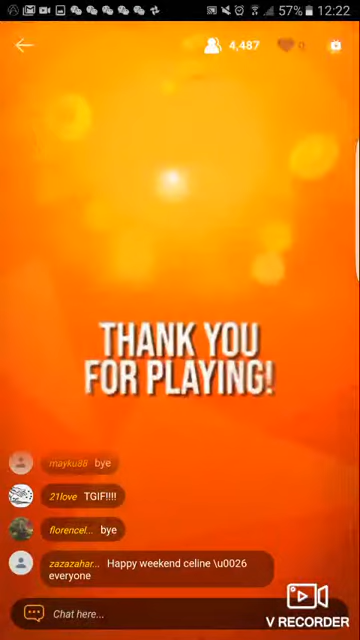 57% 12:22
4,487 0
THANK YOU
FOR PLAYING!
mayku88 bye
21love TGIF!!!!
florencel... bye
zazazahar... Happy weekend celine \u0026
everyone
Chat here...
V RECORDER